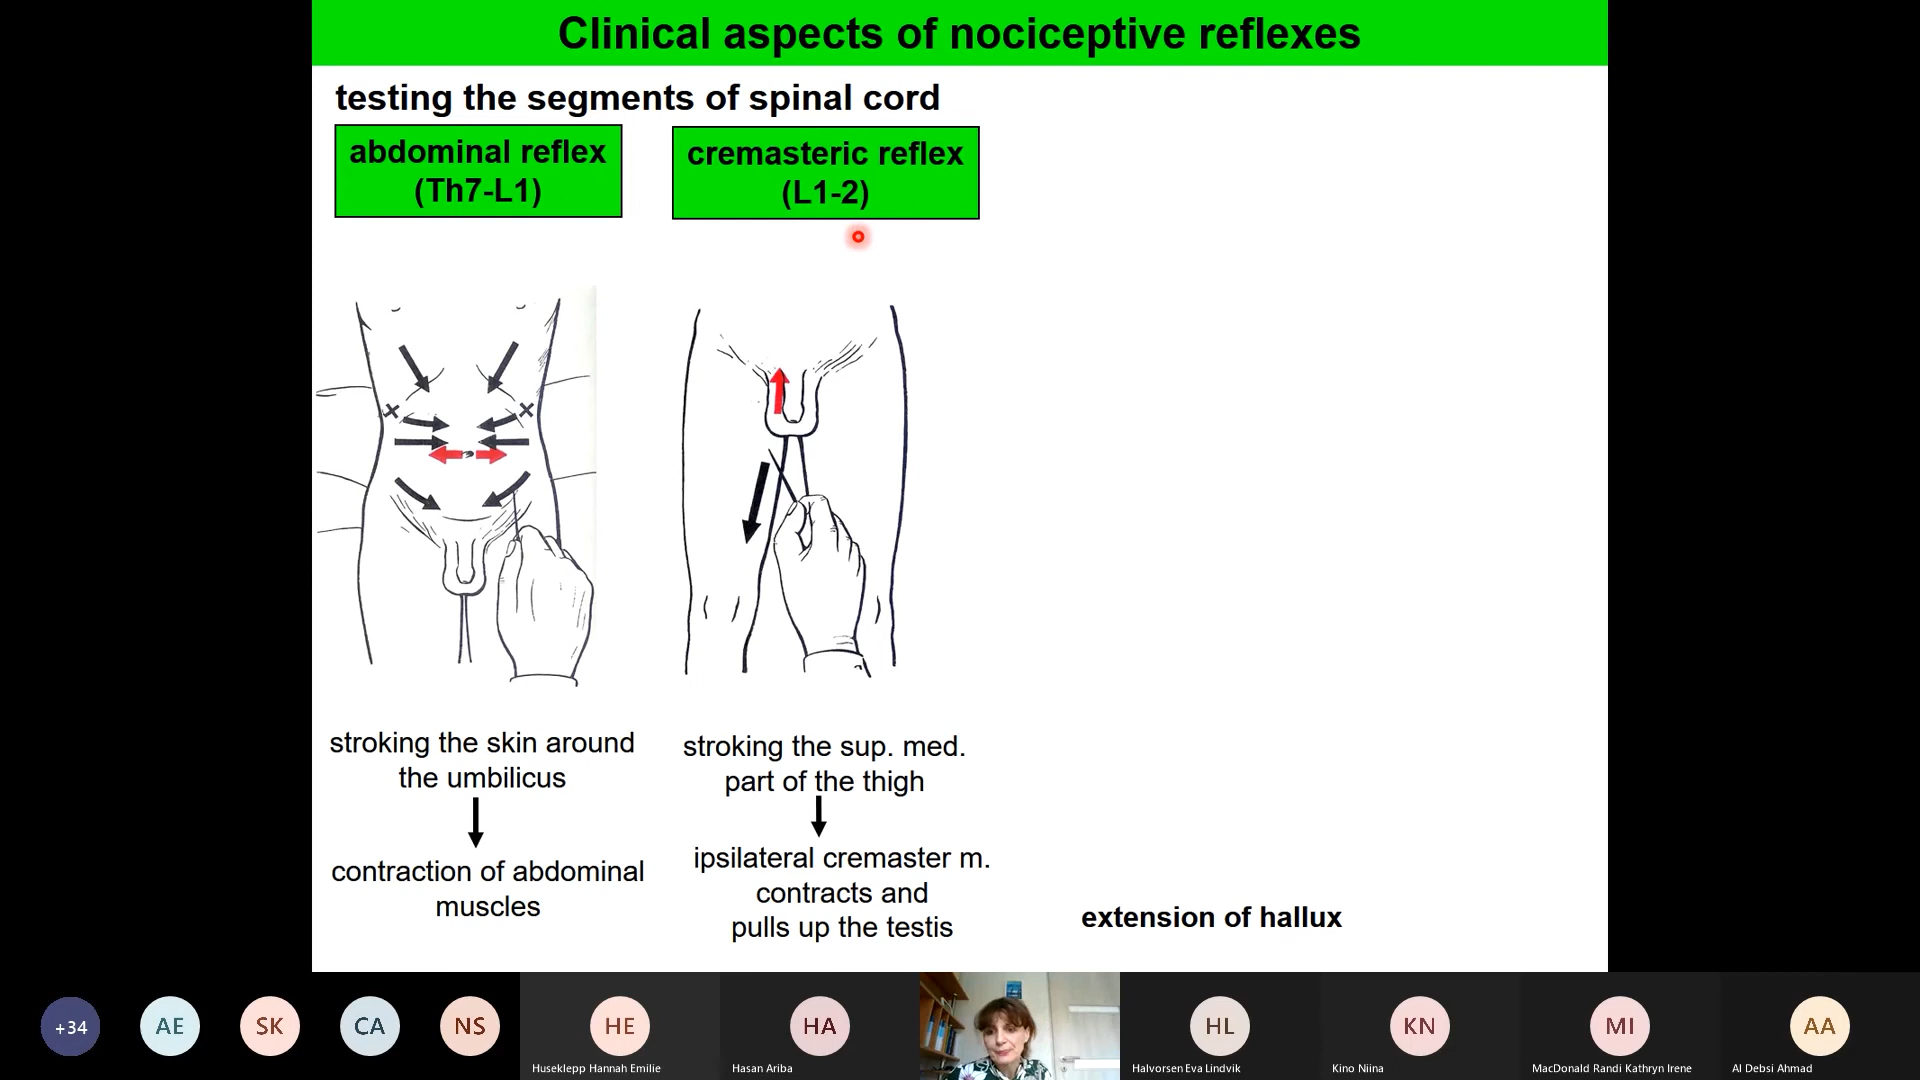 Clinical aspects of nociceptive reflexes
testing the segments of spinal cord
abdominal reflex
(Th7-L1)
cremasteric reflex
(L1-2)
stroking the skin around
the umbilicus
contraction of abdominal
muscles
stroking the sup. med.
part of the thigh
ipsilateral cremaster m.
contracts and
pulls up the testis
extension of hallux
+34
AE
SK
CA
NS
HE
Huseklepp Hannah Emilie
HA
Hasan Ariba
HL
Halvorsen Eva Lindvik
KN
Kino Niina
MI
MacDonald Randi Kathryn Irene
AA
Al Debsi Ahmad